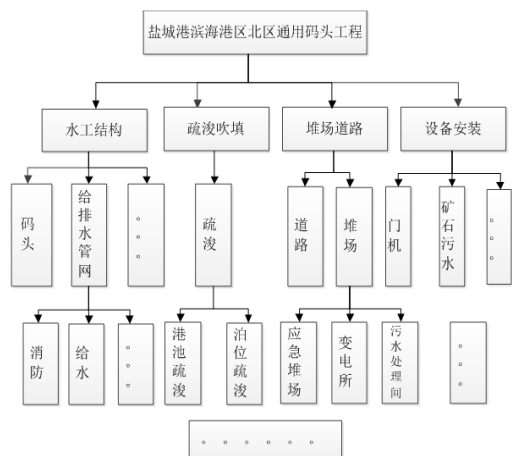 盐城港滨海港区北区通用码头工程
水工结构
疏浚吹填
堆场道路
设备安装
码头
给排水管网
。。。
疏浚
道路
堆场
门机
矿石污水
。。。
消防
给水
。。。
港池疏浚
泊位疏浚
应急堆场
变电所
污水处理间
。。。
。。。。。。